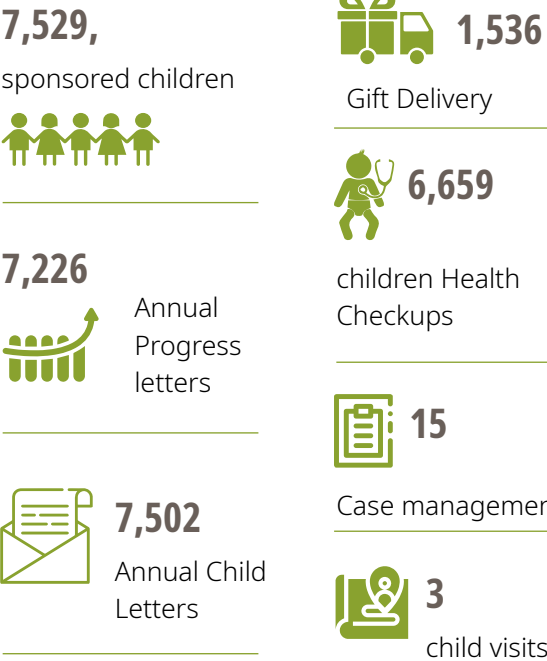 7,529,
sponsored children
7,226
Annual
Progress
letters
7,502
Annual Child
Letters
1,536
Gift Delivery
6,659
children Health
Checkups
15
3
Case
child visits